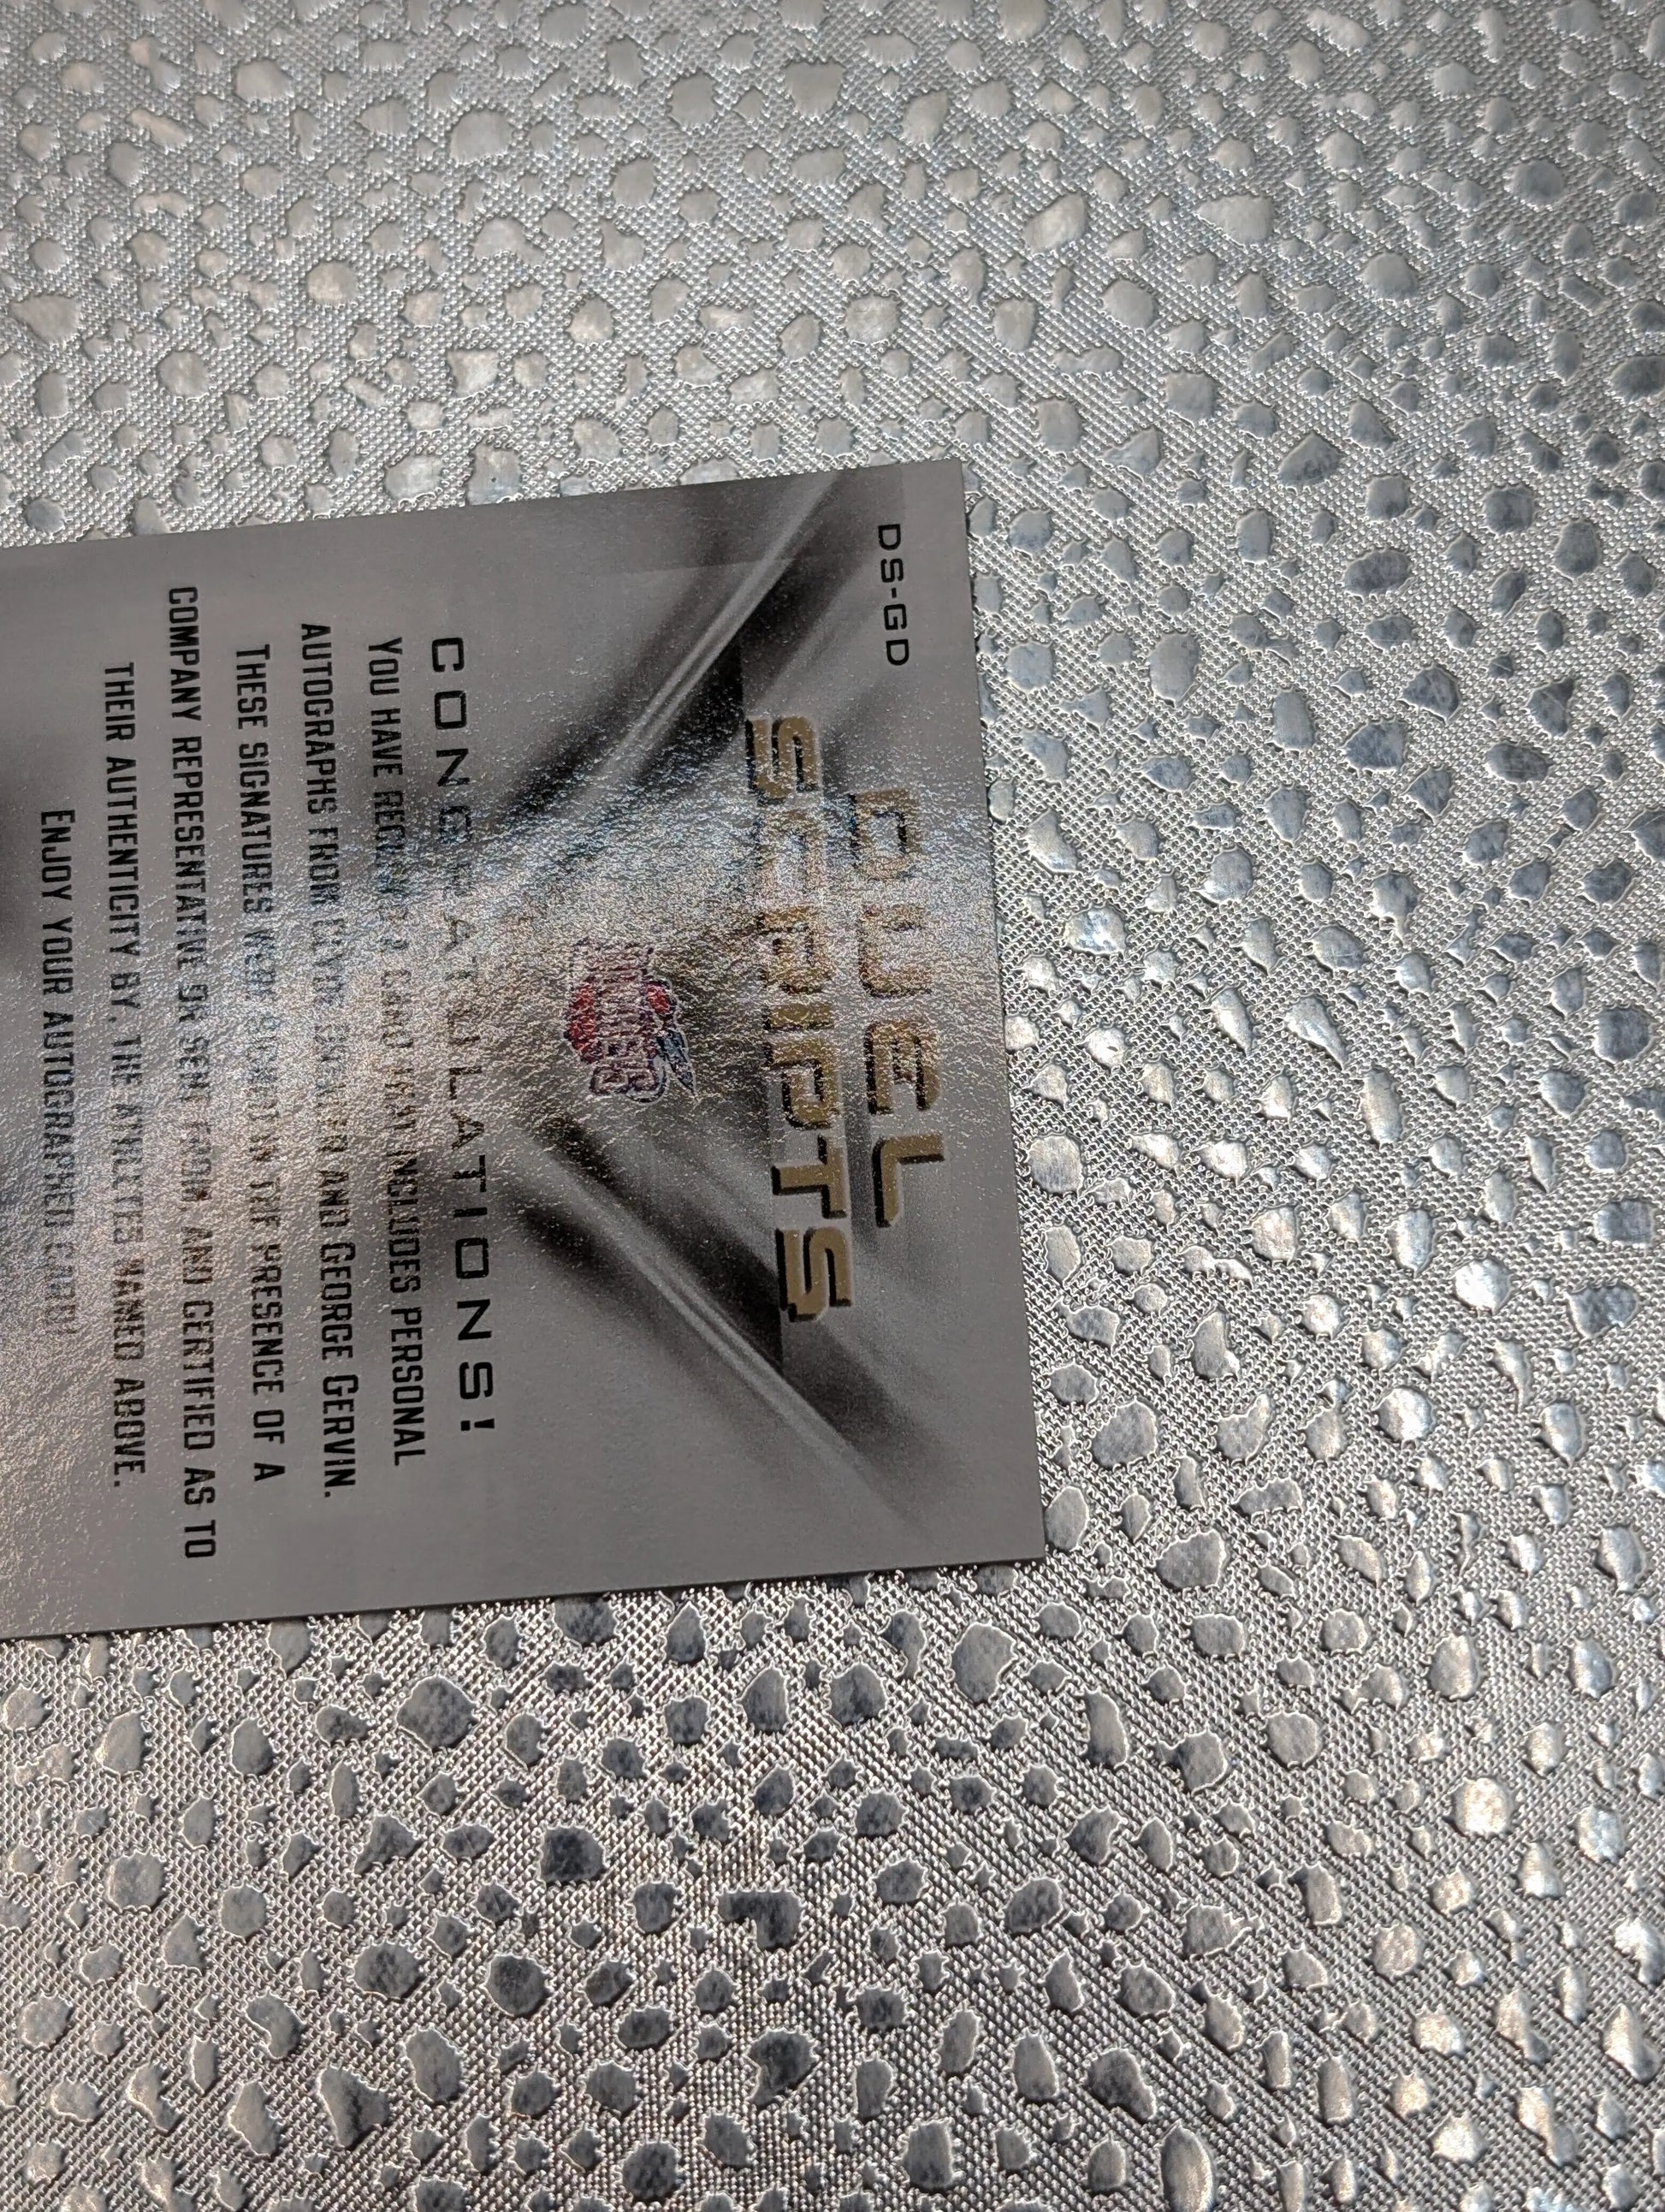 DS-GD
DUEL
SCRIPTS
CONGRATULATIONS!
YOU HAVE RECEIVED A CARD THAT INCLUDES PERSONAL
AUTOGRAPHS FROM CLYDE DREXLER AND GEORGE GERVIN.
THESE SIGNATURES WERE SIGNED IN THE PRESENCE OF A
COMPANY REPRESENTATIVE OR SENT FROM, AND CERTIFIED AS TO
THEIR AUTHENTICITY BY, THE ATHLETES NAMED ABOVE.
ENJOY YOUR AUTOGRAPHED CARD!